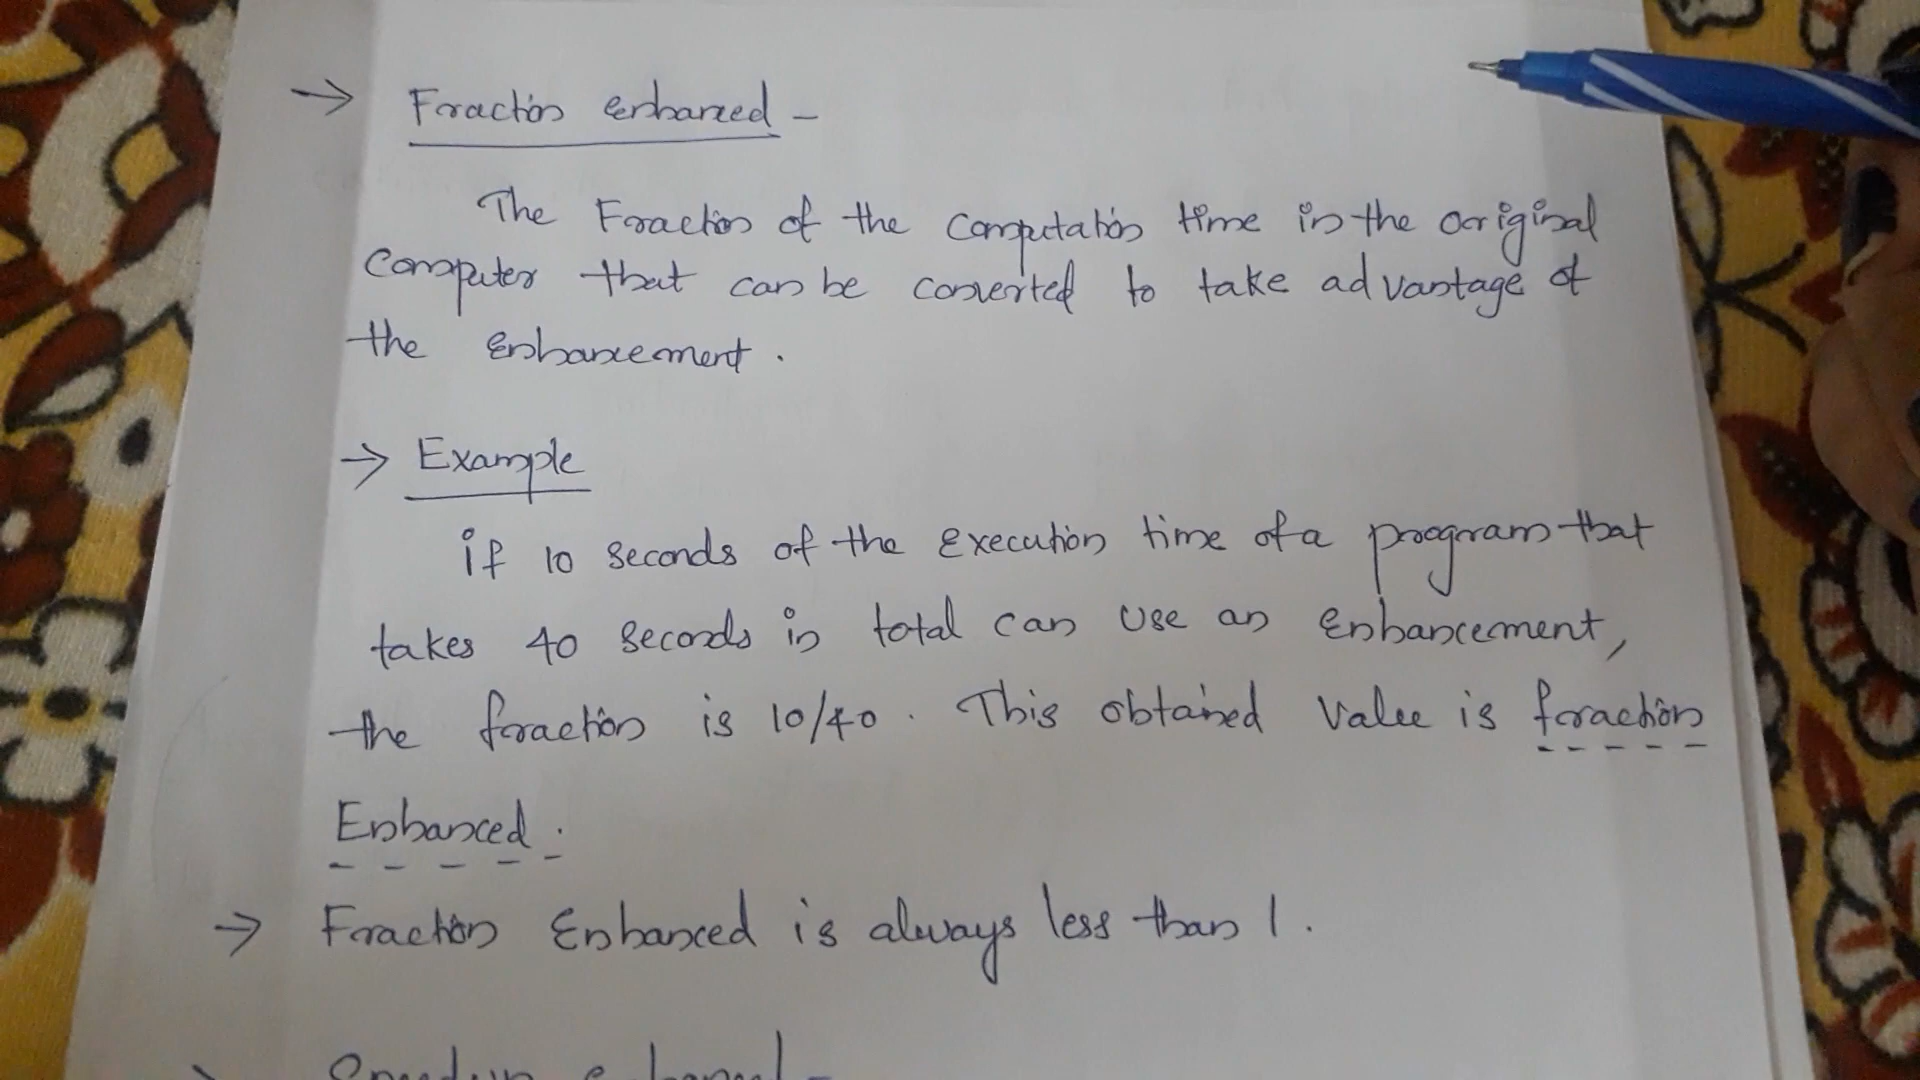 → Fraction enhanced -
The Fraction of the computation time in the original
computer that can be converted to take advantage of
the enhancement.
→ Example
if 10 seconds of the execution time of a program that
takes 40 seconds in total can use an enhancement,
the fraction is 10/40. This obtained value is fraction
Enhanced.
→ Fraction Enhanced is always less than 1.